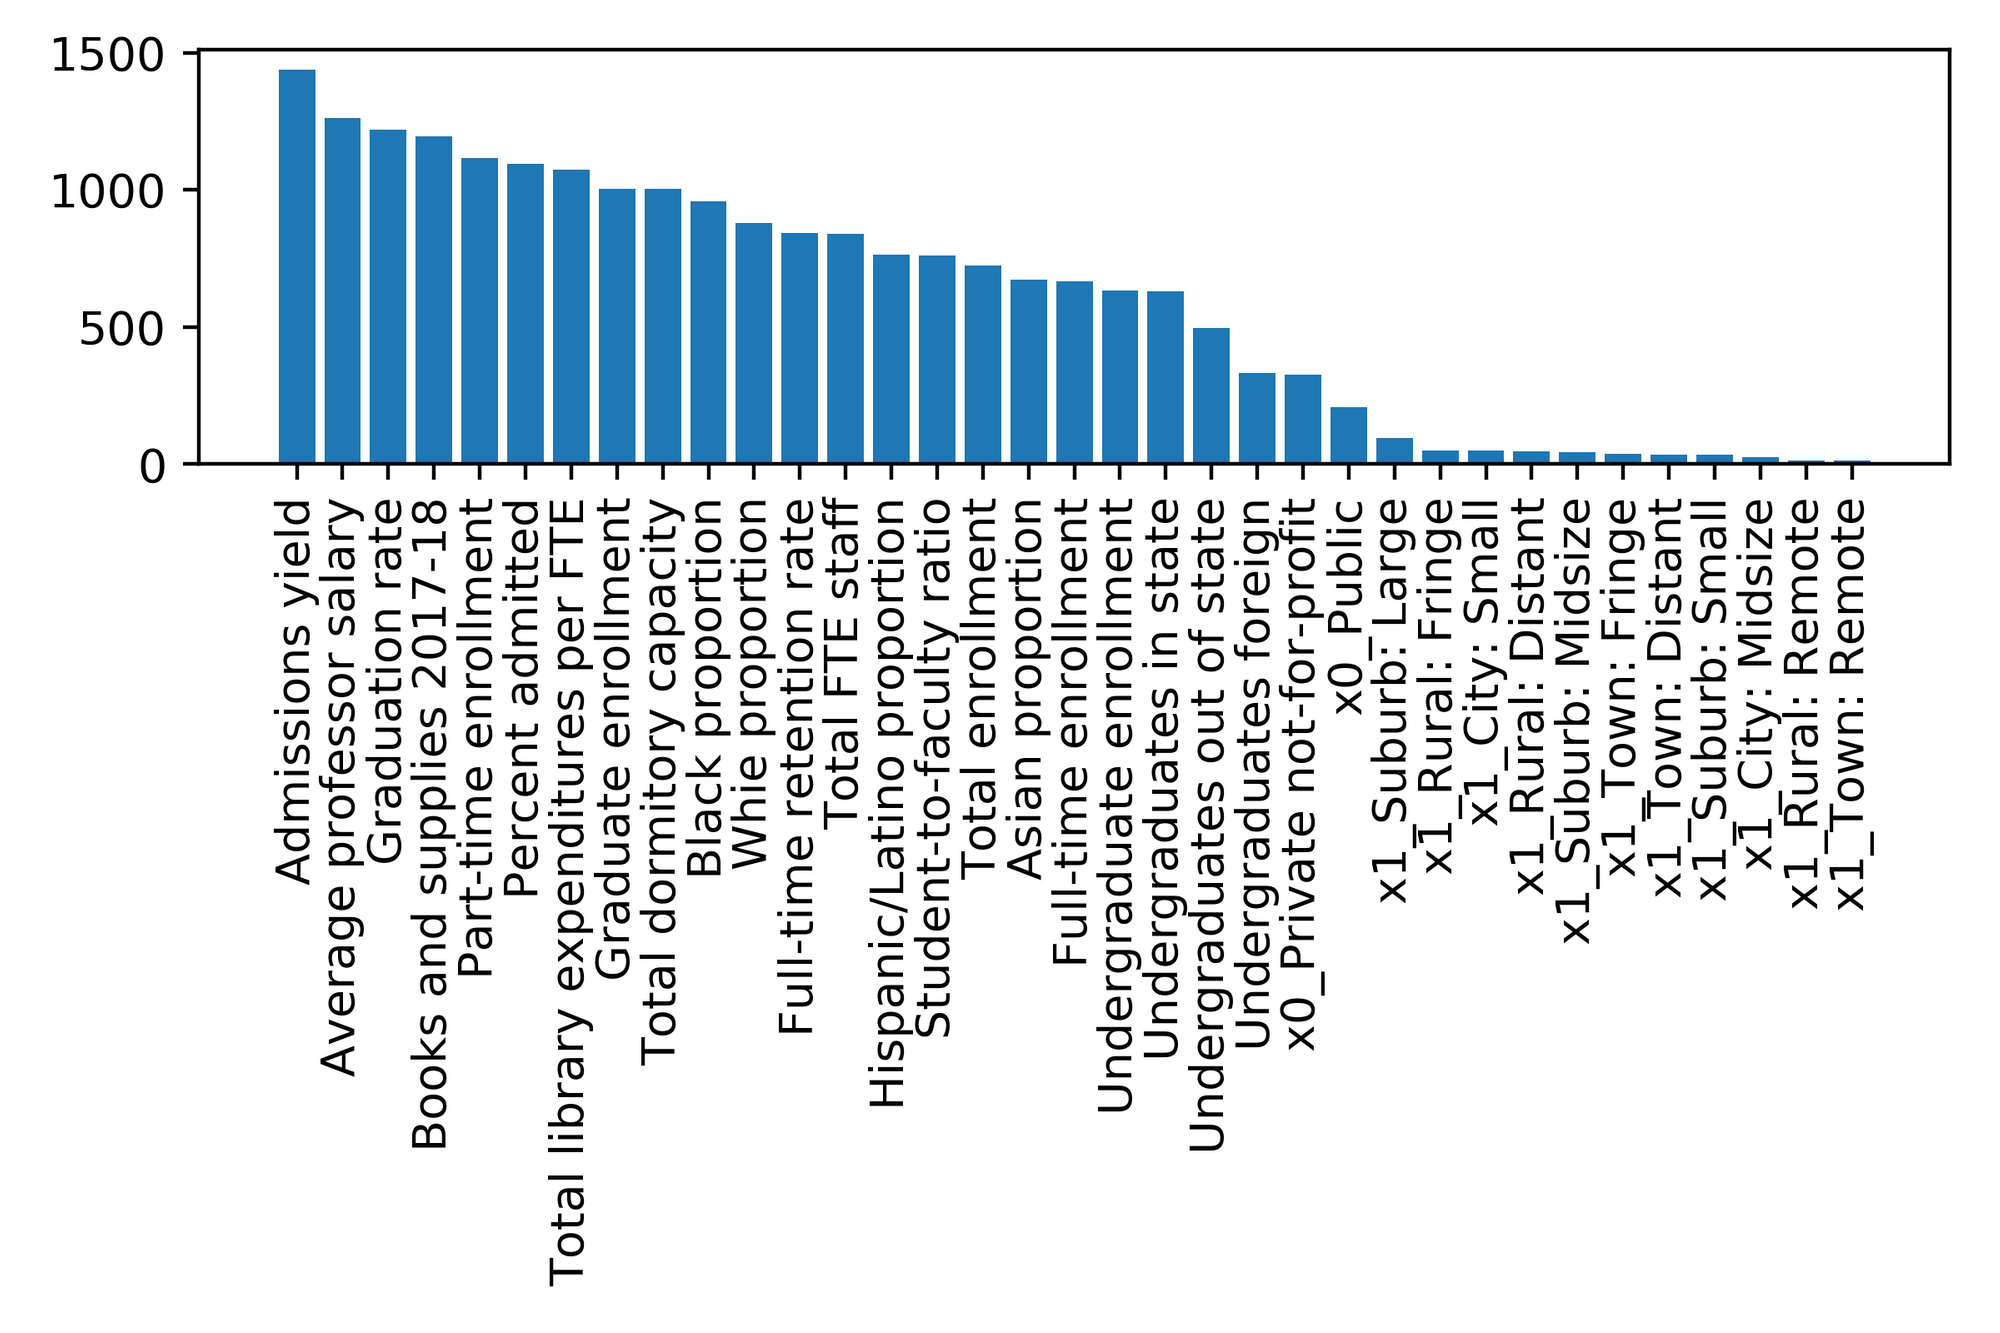 1500
1000
500
0
Admissions yield
Average professor salary
Graduation rate
Books and supplies 2017-18
Part-time enrollment
Percent admitted
Total library expenditures per FTE
Graduate enrollment
Total dormitory capacity
Black proportion
Whie proportion
Full-time retention rate
Total FTE staff
Hispanic/Latino proportion
Student-to-faculty ratio
Total enrollment
Asian proportion
Full-time enrollment
Undergraduate enrollment
Undergraduates in state
Undergraduates out of state
Undergraduates foreign
x0_Private not-for-profit
x0_Public
x1_Suburb: Large
x1_Rural: Fringe
x1_City: Small
x1_Rural: Distant
x1_Suburb: Midsize
x1_Town: Fringe
x1_Town: Distant
x1_Suburb: Small
x1_City: Midsize
x1_Rural: Remote
x1_Town: Remote